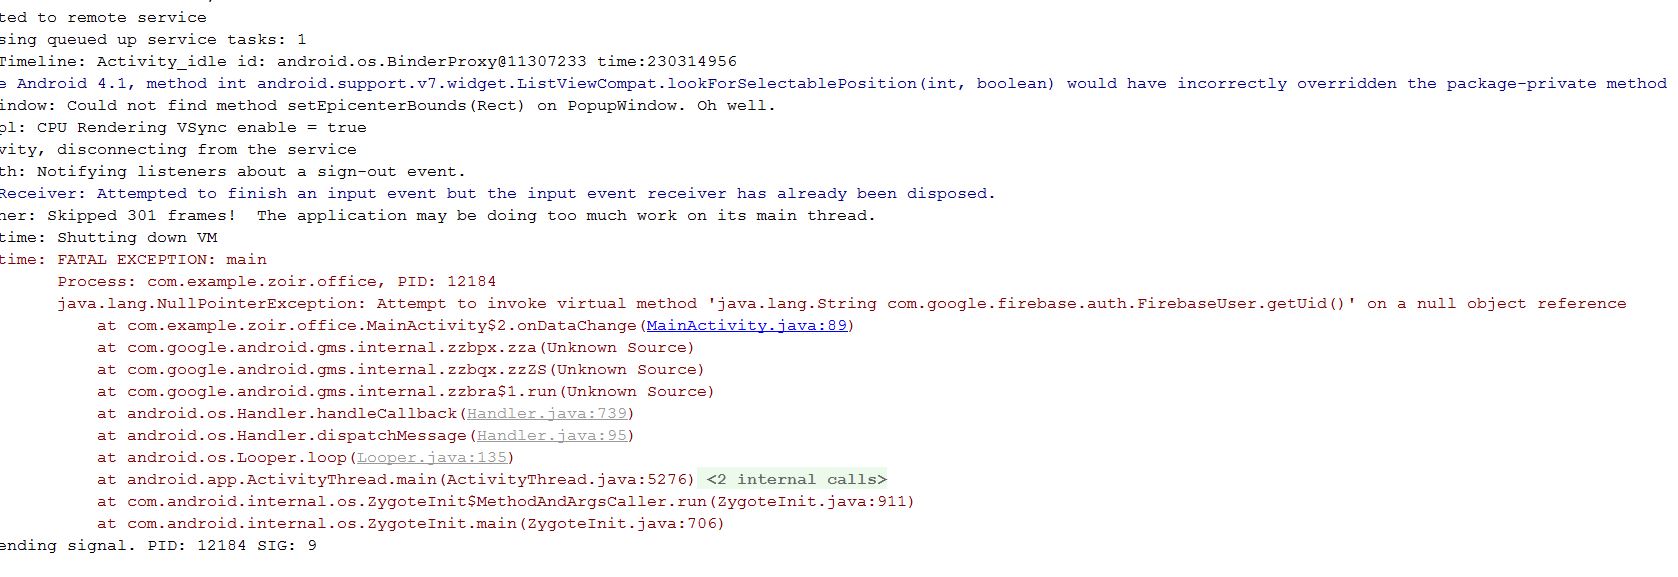 ted to remote service
sing queued up service tasks: 1
Timeline: Activity_idle id: android.os.BinderProxy@11307233 time:230314956
e Android 4.1, method int android.support.v7.widget.ListViewCompat.lookForSelectablePosition(int, boolean) would have incorrectly overridden the package-private method
indow: Could not find method setEpicenterBounds(Rect) on PopupWindow. Oh well.
pl: CPU Rendering VSync enable = true
vity, disconnecting from the service
th: Notifying listeners about a sign-out event.
Receiver: Attempted to finish an input event but the input event receiver has already been disposed.
her: Skipped 301 frames!  The application may be doing too much work on its main thread.
time: Shutting down VM
time: FATAL EXCEPTION: main
Process: com.example.zoir.office, PID: 12184
java.lang.NullPointerException: Attempt to invoke virtual method 'java.lang.String com.google.firebase.auth.FirebaseUser.getUid()' on a null object reference
at com.example.zoir.office.MainActivity$2.onDataChange(MainActivity.java:89)
at com.google.android.gms.internal.zzbpx.zza(Unknown Source)
at com.google.android.gms.internal.zzbqx.zzZS(Unknown Source)
at com.google.android.gms.internal.zzbra$1.run(Unknown Source)
at android.os.Handler.handleCallback(Handler.java:739)
at android.os.Handler.dispatchMessage(Handler.java:95)
at android.os.Looper.loop(Looper.java:135)
at android.app.ActivityThread.main(ActivityThread.java:5276) <2 internal calls>
at com.android.internal.os.ZygoteInit$MethodAndArgsCaller.run(ZygoteInit.java:911)
at com.android.internal.os.ZygoteInit.main(ZygoteInit.java:706)
ending signal. PID: 12184 SIG: 9